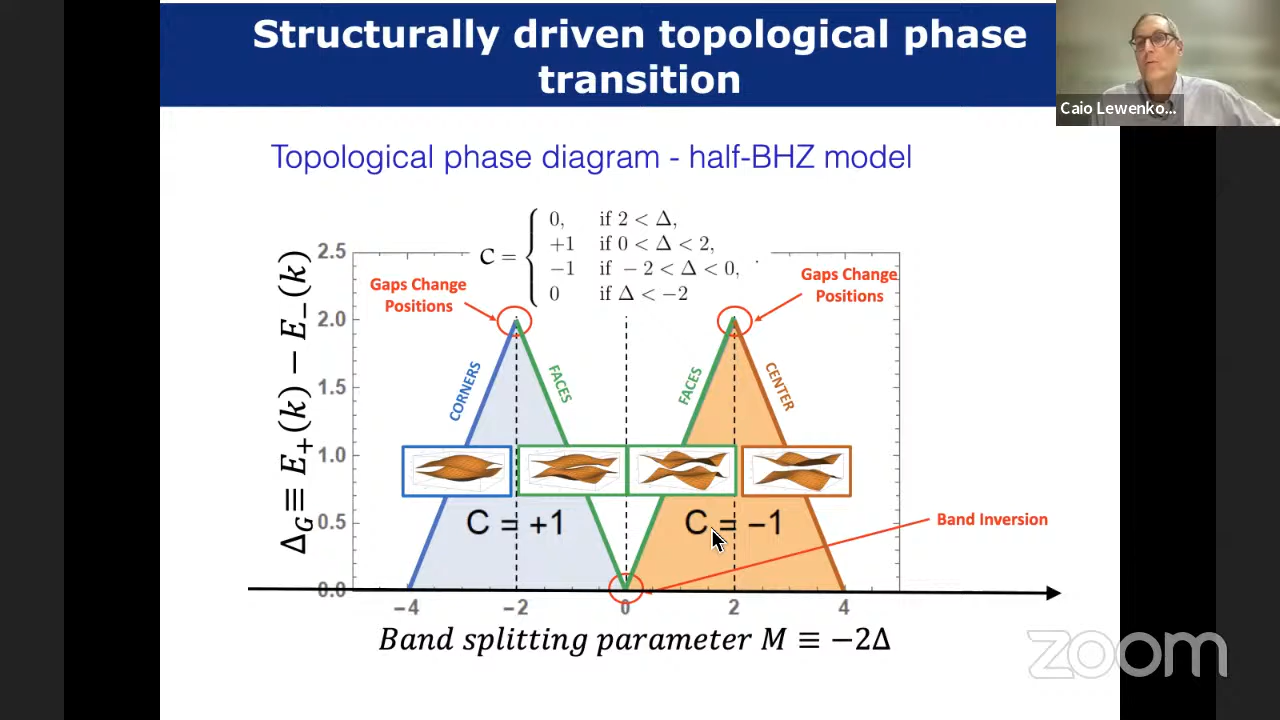 Structurally driven topological phase
transition
Caio Lewenko...
Topological phase diagram - half-BHZ model
C = { 0, if 2 < Δ,
+1 if 0 < Δ < 2,
−1 if − 2 < Δ < 0,
0 if Δ < −2
.
Gaps Change
Positions
Gaps Change
Positions
Δ_G ≡ E_+(k) − E_−(k)
2.5
2.0
1.5
1.0
0.5
0.0
CORNERS
FACES
FACES
CENTER
C = +1
C = −1
Band Inversion
−4 −2 0 2 4
Band splitting parameter M ≡ −2Δ
zoom